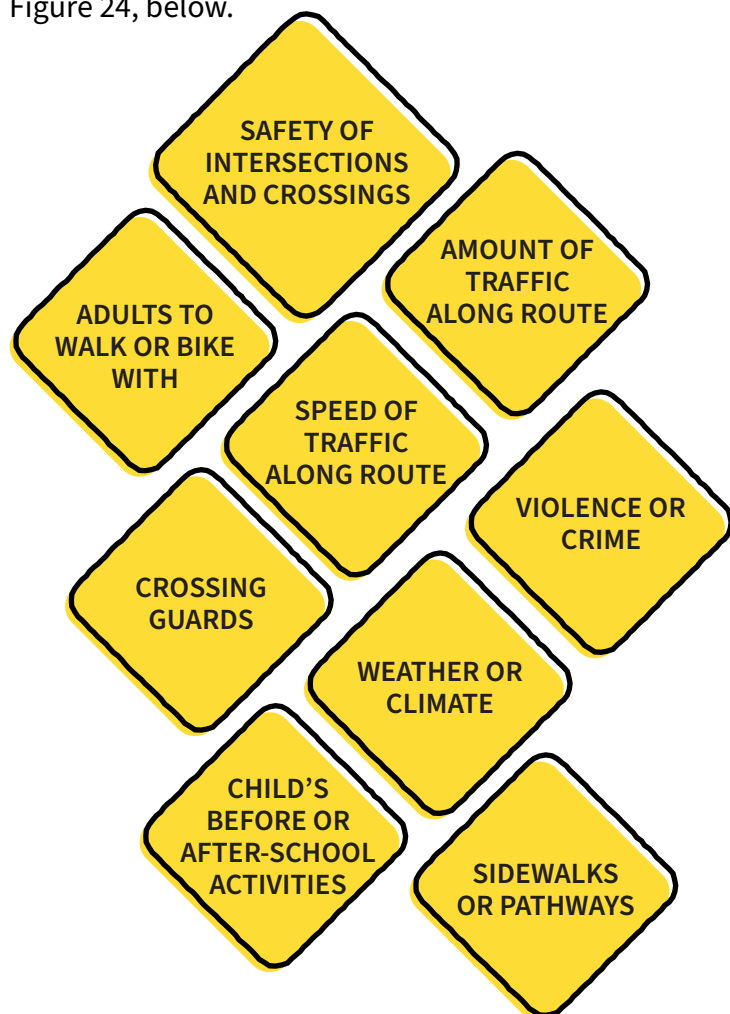 Figure 24, below.
SAFETY OF
INTERSECTIONS
AND CROSSINGS
AMOUNT OF
TRAFFIC
ALONG ROUTE
ADULTS TO
WALK OR BIKE
WITH
SPEED OF
TRAFFIC
ALONG ROUTE
VIOLENCE OR
CRIME
CROSSING
GUARDS
WEATHER OR
CLIMATE
CHILD’S
BEFORE OR
AFTER-SCHOOL
ACTIVITIES
SIDEWALKS
OR PATHWAYS